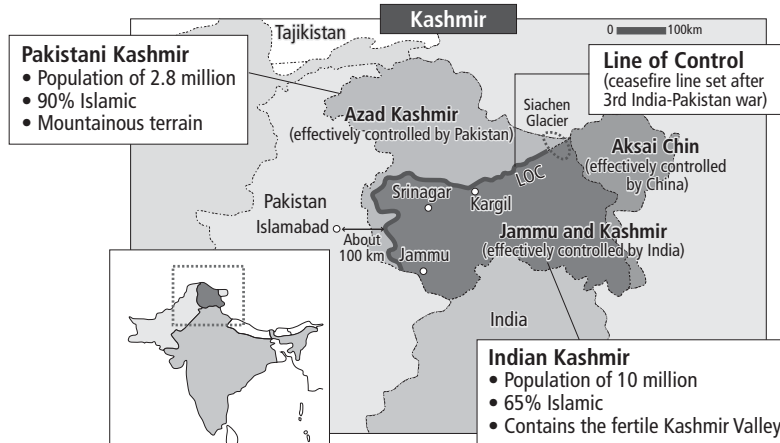 Kashmir
Tajikistan
0 100km
Pakistani Kashmir
• Population of 2.8 million
• 90% Islamic
• Mountainous terrain
Line of Control
(ceasefire line set after
3rd India-Pakistan war)
Azad Kashmir
(effectively controlled by Pakistan)
Siachen
Glacier
Aksai Chin
(effectively controlled
by China)
LOC
Srinagar
Kargil
Pakistan
Islamabad
About
100 km
Jammu and Kashmir
(effectively controlled by India)
Jammu
India
Indian Kashmir
• Population of 10 million
• 65% Islamic
• Contains the fertile Kashmir Valley